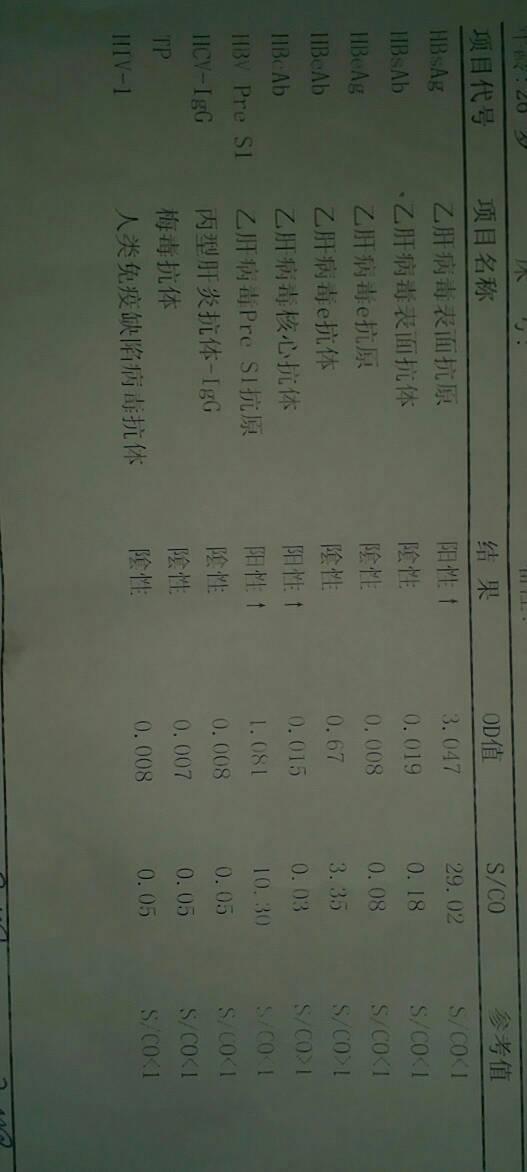 年龄:26 岁 床 号: 备注:
项目代号 项目名称 结 果 OD值 S/CO 参考值
HBsAg 乙肝病毒表面抗原 阳性↑ 3.047 29.02 S/CO<1
HBsAb 乙肝病毒表面抗体 陰性 0.019 0.18 S/CO<1
HBeAg 乙肝病毒e抗原 陰性 0.008 0.08 S/CO<1
HBeAb 乙肝病毒e抗体 陰性 0.67 3.35 S/CO>1
HBcAb 乙肝病毒核心抗体 阳性↑ 0.015 0.03 S/CO>1
HBV Pre S1 乙肝病毒Pre S1抗原 阳性↑ 1.081 10.30 S/CO<1
HCV-IgG 丙型肝炎抗体-IgG 陰性 0.008 0.05 S/CO<1
TP 梅毒抗体 陰性 0.007 0.05 S/CO<1
HIV-1 人类免疫缺陷病毒抗体 陰性 0.008 0.05 S/CO<1